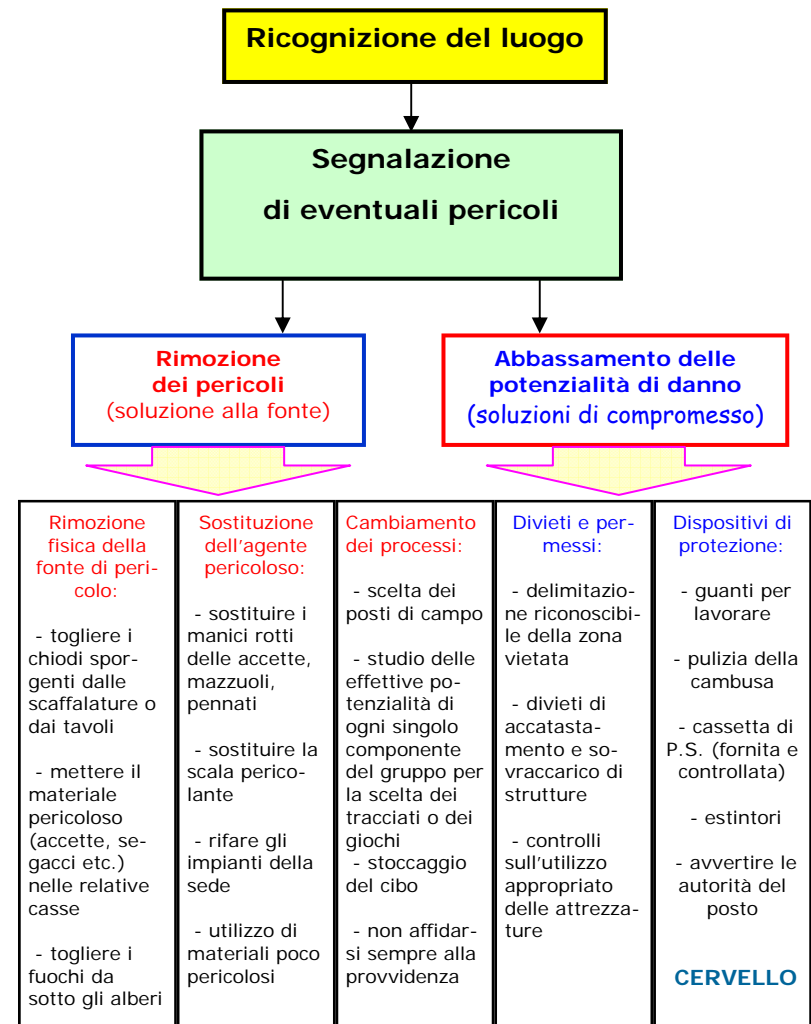 Ricognizione del luogo
Segnalazione
di eventuali pericoli
Rimozione
dei pericoli
(soluzione alla fonte)
Abbassamento delle
potenzialità di danno
(soluzioni di compromesso)
Rimozione
fisica della
fonte di peri-
colo:
- togliere i
chiodi spor-
genti dalle
scaffalature o
dai tavoli
- mettere il
materiale
pericoloso
(accette, se-
gacci etc.)
nelle relative
casse
- togliere i
fuochi da
sotto gli alberi
Sostituzione
dell'agente
pericoloso:
- sostituire i
manici rotti
delle accette,
mazzuoli,
pennati
- sostituire la
scala perico-
lante
- rifare gli
impianti della
sede
- utilizzo di
materiali poco
pericolosi
Cambiamento
dei processi:
- scelta dei
posti di campo
- studio delle
effettive po-
tenzialità di
ogni singolo
componente
del gruppo per
la scelta dei
tracciati o dei
giochi
- stoccaggio
del cibo
- non affidar-
si sempre alla
provvidenza
Divieti e per-
messi:
- delimitazio-
ne riconoscibi-
le della zona
vietata
- divieti di
accatasta-
mento e so-
vraccarico di
strutture
- controlli
sull'utilizzo
appropriato
delle attrezza-
ture
Dispositivi di
protezione:
- guanti per
lavorare
- pulizia della
cambusa
- cassetta di
P.S. (fornita e
controllata)
- estintori
- avvertire le
autorità del
posto
CERVELLO